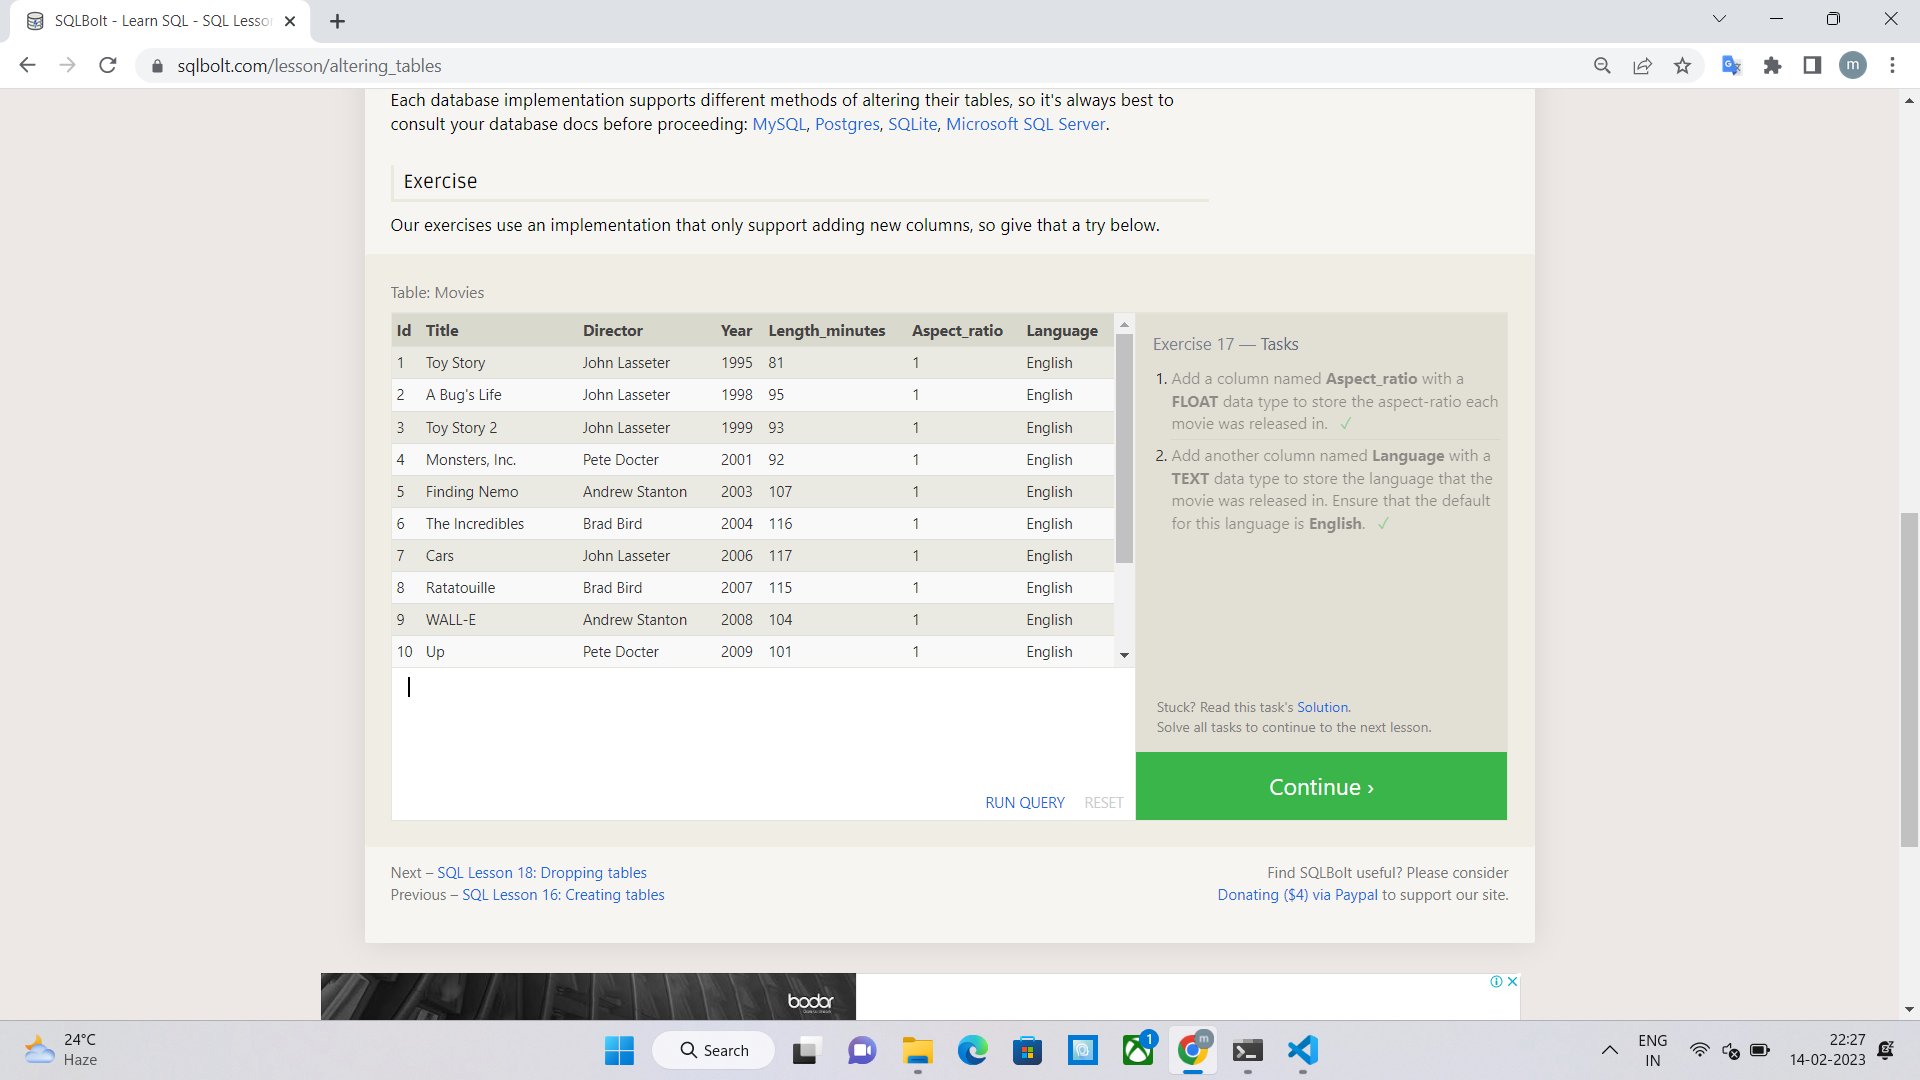 SQLBolt - Learn SQL - SQL Lesson
sqlbolt.com/lesson/altering_tables
m
Each database implementation supports different methods of altering their tables, so it's always best to
consult your database docs before proceeding: MySQL, Postgres, SQLite, Microsoft SQL Server.
Exercise
Our exercises use an implementation that only support adding new columns, so give that a try below.
Table: Movies
Id Title Director Year Length_minutes Aspect_ratio Language
1 Toy Story John Lasseter 1995 81 1 English
2 A Bug's Life John Lasseter 1998 95 1 English
3 Toy Story 2 John Lasseter 1999 93 1 English
4 Monsters, Inc. Pete Docter 2001 92 1 English
5 Finding Nemo Andrew Stanton 2003 107 1 English
6 The Incredibles Brad Bird 2004 116 1 English
7 Cars John Lasseter 2006 117 1 English
8 Ratatouille Brad Bird 2007 115 1 English
9 WALL-E Andrew Stanton 2008 104 1 English
10 Up Pete Docter 2009 101 1 English
RUN QUERY RESET
Exercise 17 — Tasks
1. Add a column named Aspect_ratio with a
FLOAT data type to store the aspect-ratio each
movie was released in. ✓
2. Add another column named Language with a
TEXT data type to store the language that the
movie was released in. Ensure that the default
for this language is English. ✓
Stuck? Read this task's Solution.
Solve all tasks to continue to the next lesson.
Continue ›
Next – SQL Lesson 18: Dropping tables
Previous – SQL Lesson 16: Creating tables
Find SQLBolt useful? Please consider
Donating ($4) via Paypal to support our site.
bodor
24°C
Haze
Search
1
m
ENG
IN
22:27
14-02-2023